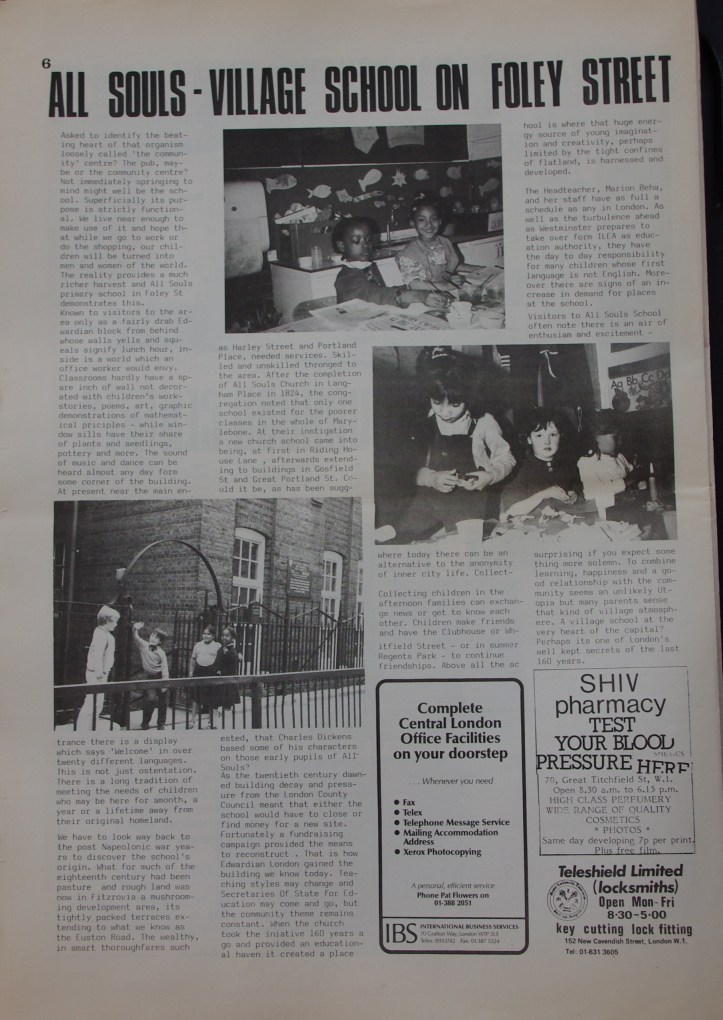 6
ALL SOULS - VILLAGE SCHOOL ON FOLEY STREET
Asked to identify the beat-
ing heart of that organism
loosely called 'the commun-
ity' centre? The pub, may-
be or the community centre?
Not immediately springing to
mind might well be the sch-
ool. Superficially its pur-
pose is strictly function-
al. We live near enough to
make use of it and hope th-
at while we go to work or
do the shopping, our chil-
dren will be turned into
men and women of the world.
The reality provides a much
richer harvest and All Souls
primary school in Foley St
demonstrates this.
Known to visitors to the ar-
ea only as a fairly drab Ed-
wardian block from behind
whose walls yells and squ-
eals signify lunch hour, in-
side is a world which an
office worker would envy.
Classrooms hardly have a sp-
are inch of wall not decor-
ated with children's work-
stories, poems, art, graphic
demonstrations of mathemat-
ical priciples - while win-
dow sills have their share
of plants and seedlings,
pottery and more. The sound
of music and dance can be
heard almost any day form
some corner of the building.
At present near the main en-
trance there is a display
which says 'Welcome' in over
twenty different languages.
This is not just ostentation.
There is a long tradition of
meeting the needs of children
who may be here for amonth, a
year or a lifetime away from
their original homeland.
We have to look way back to
the post Napeolonic war yea-
rs to discover the school's
origin. What for much of the
eighteenth century had been
pasture and rough land was
now in Fitzrovia a mushroom-
ing development area, its
tightly packed terraces ex-
tending to what we know as
the Euston Road. The wealthy,
in smart thoroughfares such
as Harley Street and Portland
Place, needed services. Skil-
led and unskilled thronged to
the area. After the completion
of All Souls Church in Lang-
ham Place in 1824, the cong-
regation noted that only one
school existed for the poorer
classes in the whole of Mary-
lebone. At their instigation
a new church school came into
being, at first in Riding Ho-
use Lane , afterwards extend-
ing to buildings in Gosfield
St and Great Portland St. Co-
uld it be, as has been sugg-
ested, that Charles Dickens
based some of his characters
on those early pupils of All
Souls?
As the twentieth century dawn-
ed building decay and press-
ure from the London County
Council meant that either the
school would have to close or
find money for a new site.
Fortunately a fundraising
campaign provided the means
to reconstruct . That is how
Edwardian London gained the
building we know today. Tea-
ching styles may change and
Secretaries Of State for Ed-
ucation may come and go, but
the community theme remains
constant. When the church
took the iniative 160 years a
go and provided an education-
al haven it created a place
where today there can be an
alternative to the anonymity
of inner city life. Collect-
Collecting children in the
afternoon families can exchan-
ge news or get to know each
other. Children make friends
and have the Clubhouse or Wh-
itfield Street - or in summer
Regents Park - to continue
friendships. Above all the sc
hool is where that huge ener-
gy source of young imaginat-
ion and creativity, perhaps
limited by the tight confines
of flatland, is harnessed and
developed.
The Headteacher, Marion Beha,
and her staff have as full a
schedule as any in London. As
well as the turbulence ahead
as Westminster prepares to
take over form ILEA as educ-
ation authority, they have
the day to day responsibility
for many children whose first
language is not English. More-
over there are signs of an in-
crease in demand for places
at the school.
Visitors to All Souls School
often note there is an air of
enthusiam and excitement -
surprising if you expect some
thing more solemn. To combine
learning, happiness and a go-
od relationship with the com-
munity seems an unlikely Ut-
opia but many parents sense
that kind of village atmosph-
ere. A village school at the
very heart of the capital?
Perhaps its one of London's
well kept secrets of the last
160 years.
Aa Bb Cc Dd
Complete
Central London
Office Facilities
on your doorstep
. . . Whenever you need
● Fax
● Telex
● Telephone Message Service
● Mailing Accommodation
Address
● Xerox Photocopying
A personal, efficient service
Phone Pat Flowers on
01-388 2051
IBS INTERNATIONAL BUSINESS SERVICES
70 Grafton Way, London W1P 5LE
SHIV
pharmacy
TEST
YOUR BLOOD
PRESSURE HERE
70, Great Titchfield St, W.1.
Open 8.30 a.m. to 6.15 p.m.
HIGH CLASS PERFUMERY
WIDE RANGE OF QUALITY
COSMETICS
* PHOTOS *
Same day developing 7p per print
Plus free film.
Teleshield Limited
(locksmiths)
Open Mon-Fri
8·30-5·00
key cutting lock fitting
152 New Cavendish Street, London W.1.
Tel: 01-631 3605